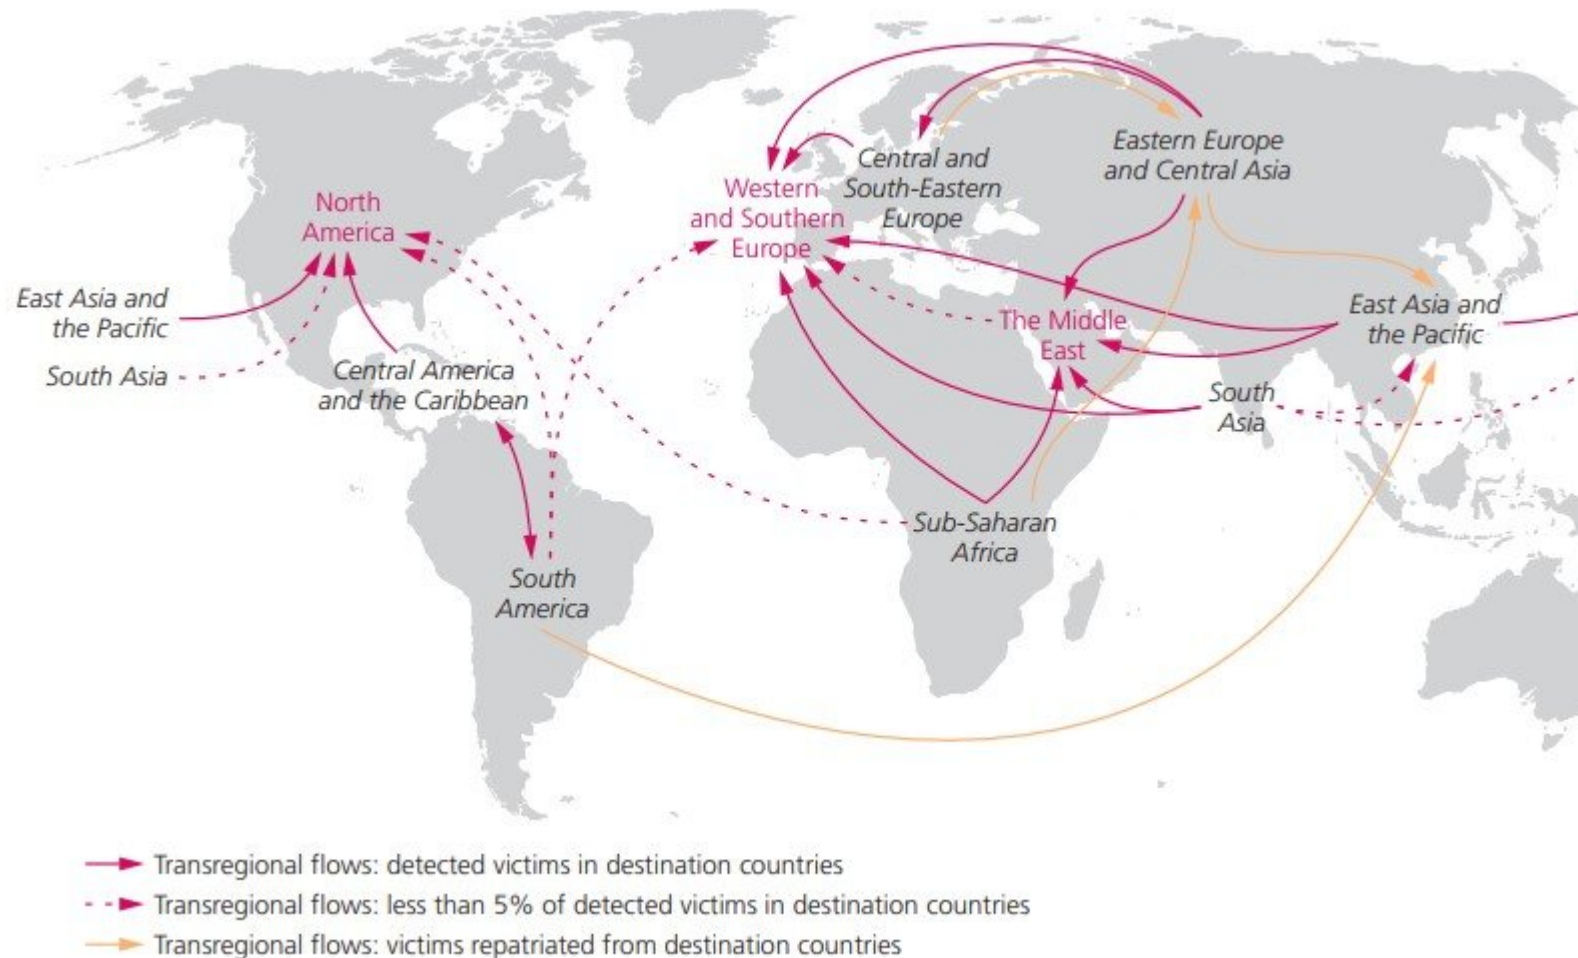 Eastern Europe
and Central Asia
Central and
South-Eastern
Europe
Western
and Southern
Europe
North
America
East Asia and
the Pacific
South Asia
Central America
and the Caribbean
The Middle
East
East Asia and
the Pacific
South
Asia
Sub-Saharan
Africa
South
America
Transregional flows: detected victims in destination countries
Transregional flows: less than 5% of detected victims in destination countries
Transregional flows: victims repatriated from destination countries